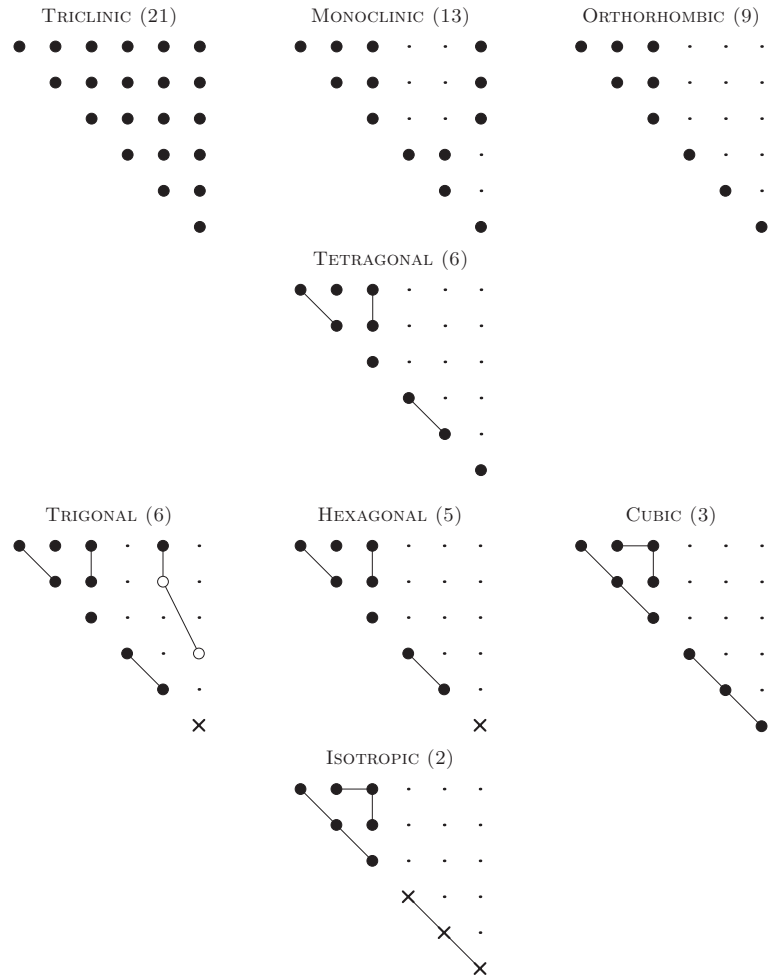 Triclinic (21)
Monoclinic (13)
Orthorhombic (9)
Tetragonal (6)
Trigonal (6)
Hexagonal (5)
Cubic (3)
Isotropic (2)